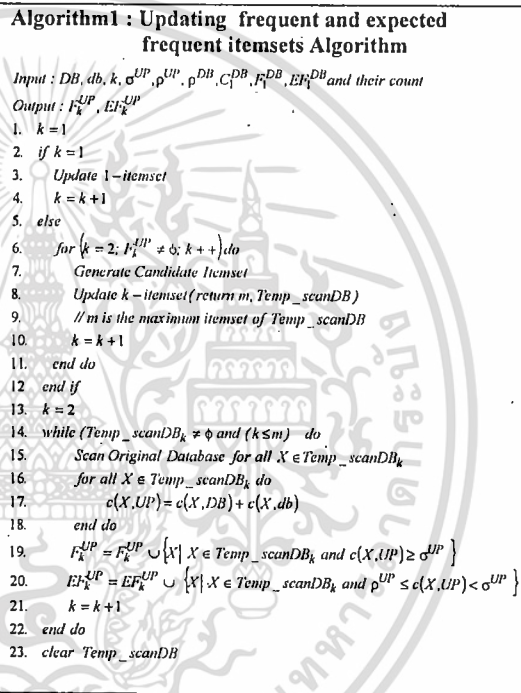 Algorithm1 : Updating frequent and expected
frequent itemsets Algorithm
Input : DB, db, k, σ^UP, ρ^UP, ρ^DB, C₁^DB, F₁^DB, EF₁^DB and their count
Output : F_k^UP, EF_k^UP
1. k = 1
2. if k = 1
3. Update 1−itemset
4. k = k + 1
5. else
6. for (k = 2; F_k^UP ≠ ϕ; k + +) do
7. Generate Candidate Itemset
8. Update k − itemset (return m, Temp_scanDB)
9. // m is the maximum itemset of Temp_scanDB
10. k = k + 1
11. end do
12 end if
13. k = 2
14. while (Temp_scanDB_k ≠ ϕ and (k ≤ m) do
15. Scan Original Database for all X ∈ Temp_scanDB_k
16. for all X ∈ Temp_scanDB_k do
17. c(X,UP) = c(X,DB) + c(X,db)
18. end do
19. F_k^UP = F_k^UP ∪ {X| X ∈ Temp_scanDB_k and c(X,UP) ≥ σ^UP }
20. EF_k^UP = EF_k^UP ∪ {X| X ∈ Temp_scanDB_k and ρ^UP ≤ c(X,UP) < σ^UP }
21. k = k + 1
22. end do
23. clear Temp_scanDB